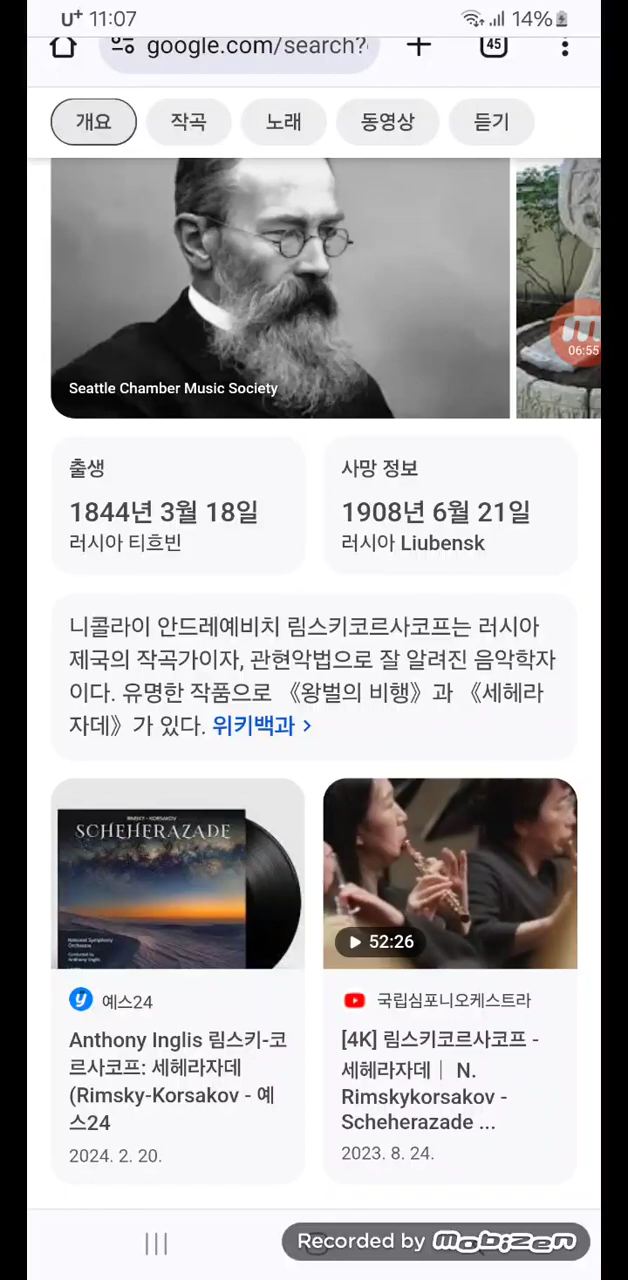 U⁺ 11:07
14%
google.com/search?
45
개요
작곡
노래
동영상
듣기
Seattle Chamber Music Society
06:55
출생
1844년 3월 18일
러시아 티흐빈
사망 정보
1908년 6월 21일
러시아 Liubensk
니콜라이 안드레예비치 림스키코르사코프는 러시아
제국의 작곡가이자, 관현악법으로 잘 알려진 음악학자
이다. 유명한 작품으로 《왕벌의 비행》과 《세헤라
자데》가 있다. 위키백과
RIMSKY - KORSAKOV
SCHEHERAZADE
National Symphony
Orchestra
Conducted by
Anthony Inglis
예스24
Anthony Inglis 림스키-코
르사코프: 세헤라자데
(Rimsky-Korsakov - 예
스24
2024. 2. 20.
52:26
국립심포니오케스트라
[4K] 림스키코르사코프 -
세헤라자데｜ N.
Rimskykorsakov -
Scheherazade ...
2023. 8. 24.
Recorded by mobizen